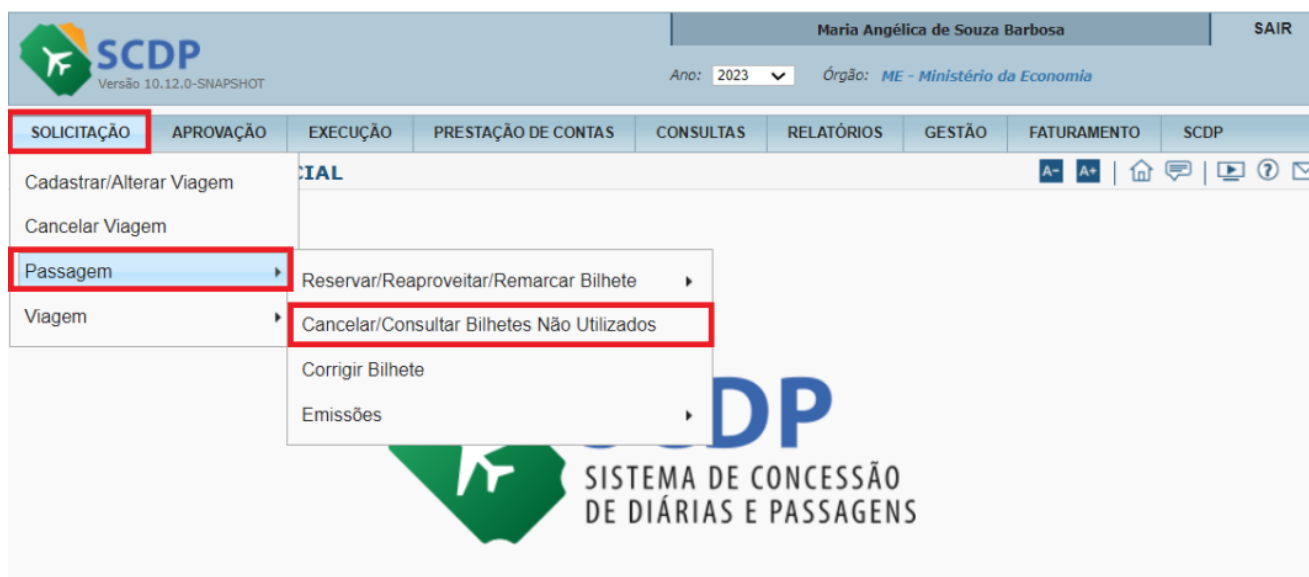 Maria Angélica de Souza Barbosa SAIR
SCDP
Versão 10.12.0-SNAPSHOT
Ano: 2023 Órgão: ME - Ministério da Economia
SOLICITAÇÃO APROVAÇÃO EXECUÇÃO PRESTAÇÃO DE CONTAS CONSULTAS RELATÓRIOS GESTÃO FATURAMENTO SCDP
CIAL A- A+ ?
Cadastrar/Alterar Viagem
Cancelar Viagem
Passagem
Viagem
Reservar/Reaproveitar/Remarcar Bilhete
Cancelar/Consultar Bilhetes Não Utilizados
Corrigir Bilhete
Emissões
DP
SISTEMA DE CONCESSÃO
DE DIÁRIAS E PASSAGENS